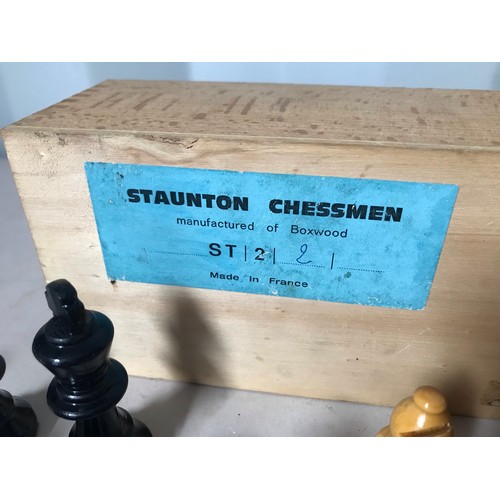 STAUNTON CHESSMEN
manufactured of Boxwood
ST | 2 | 2 |
Made in France